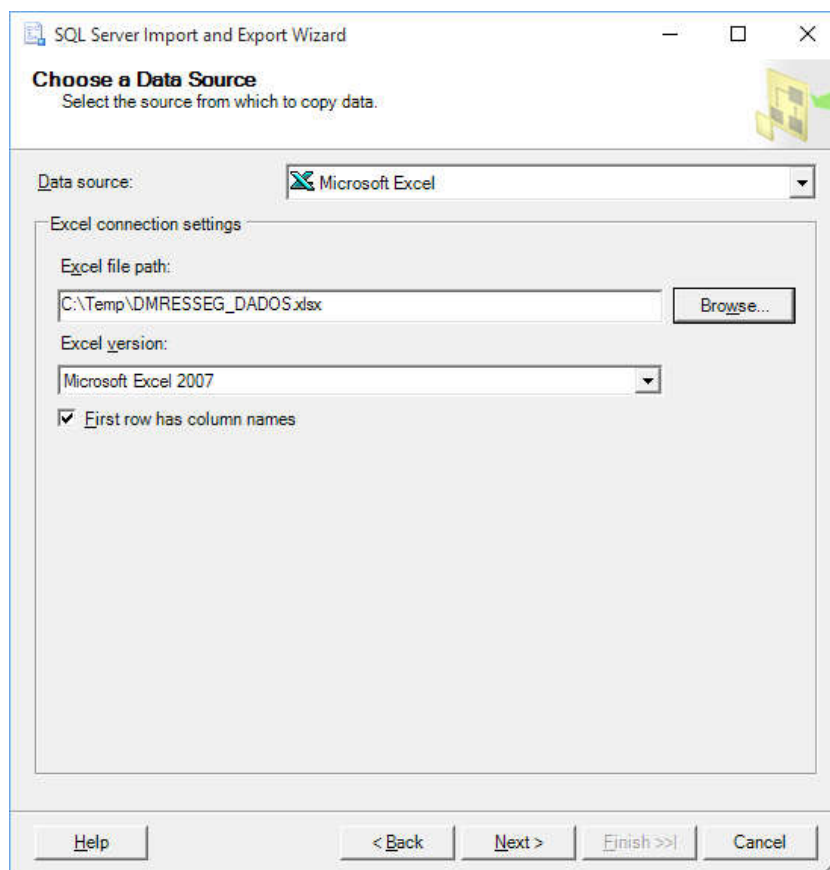 SQL Server Import and Export Wizard
Choose a Data Source
Select the source from which to copy data.
Data source:
Microsoft Excel
Excel connection settings
Excel file path:
C:\Temp\DMRESSEG_DADOS.xlsx
Browse...
Excel version:
Microsoft Excel 2007
First row has column names
Help
< Back
Next >
Finish >>|
Cancel